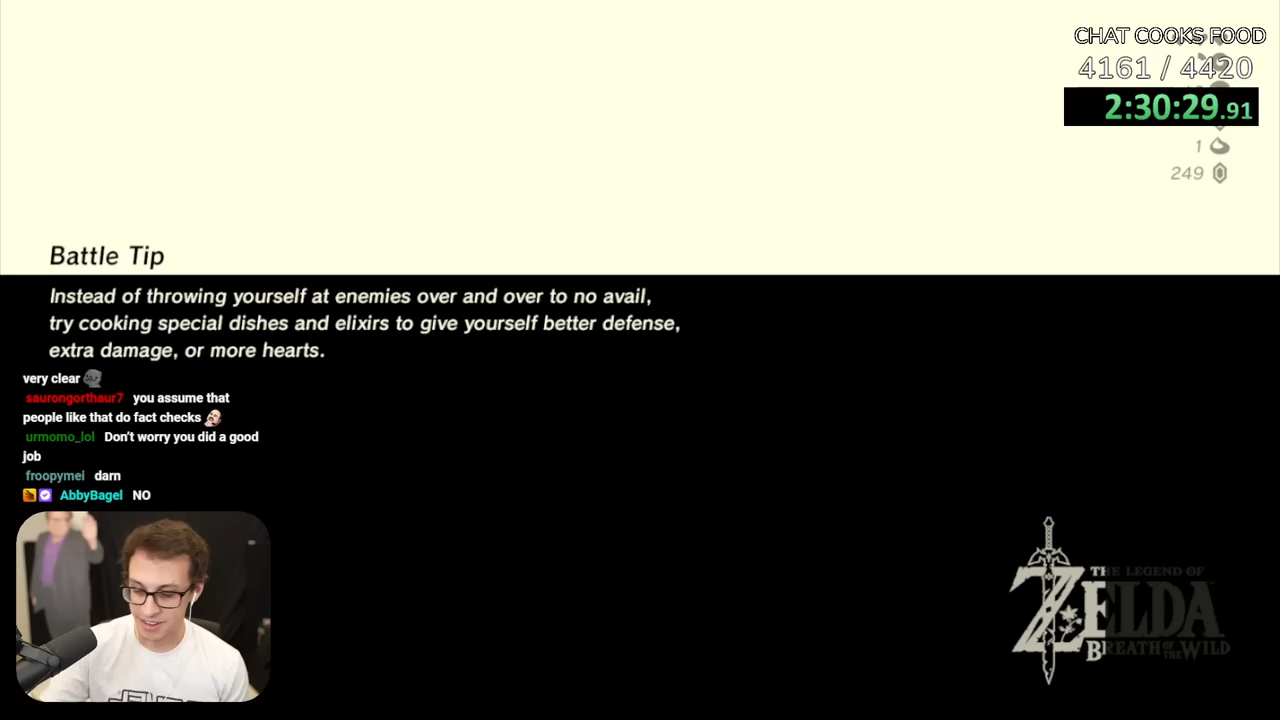 CHAT COOKS FOOD
4161 / 4420
2:30:29.91
1
249
Battle Tip
Instead of throwing yourself at enemies over and over to no avail,
try cooking special dishes and elixirs to give yourself better defense,
extra damage, or more hearts.
very clear
saurongorthaur7 you assume that
people like that do fact checks
urmomo_lol Don't worry you did a good
job
froopymei darn
AbbyBagel NO
THE LEGEND OF
ZELDA
BREATH OF THE WILD